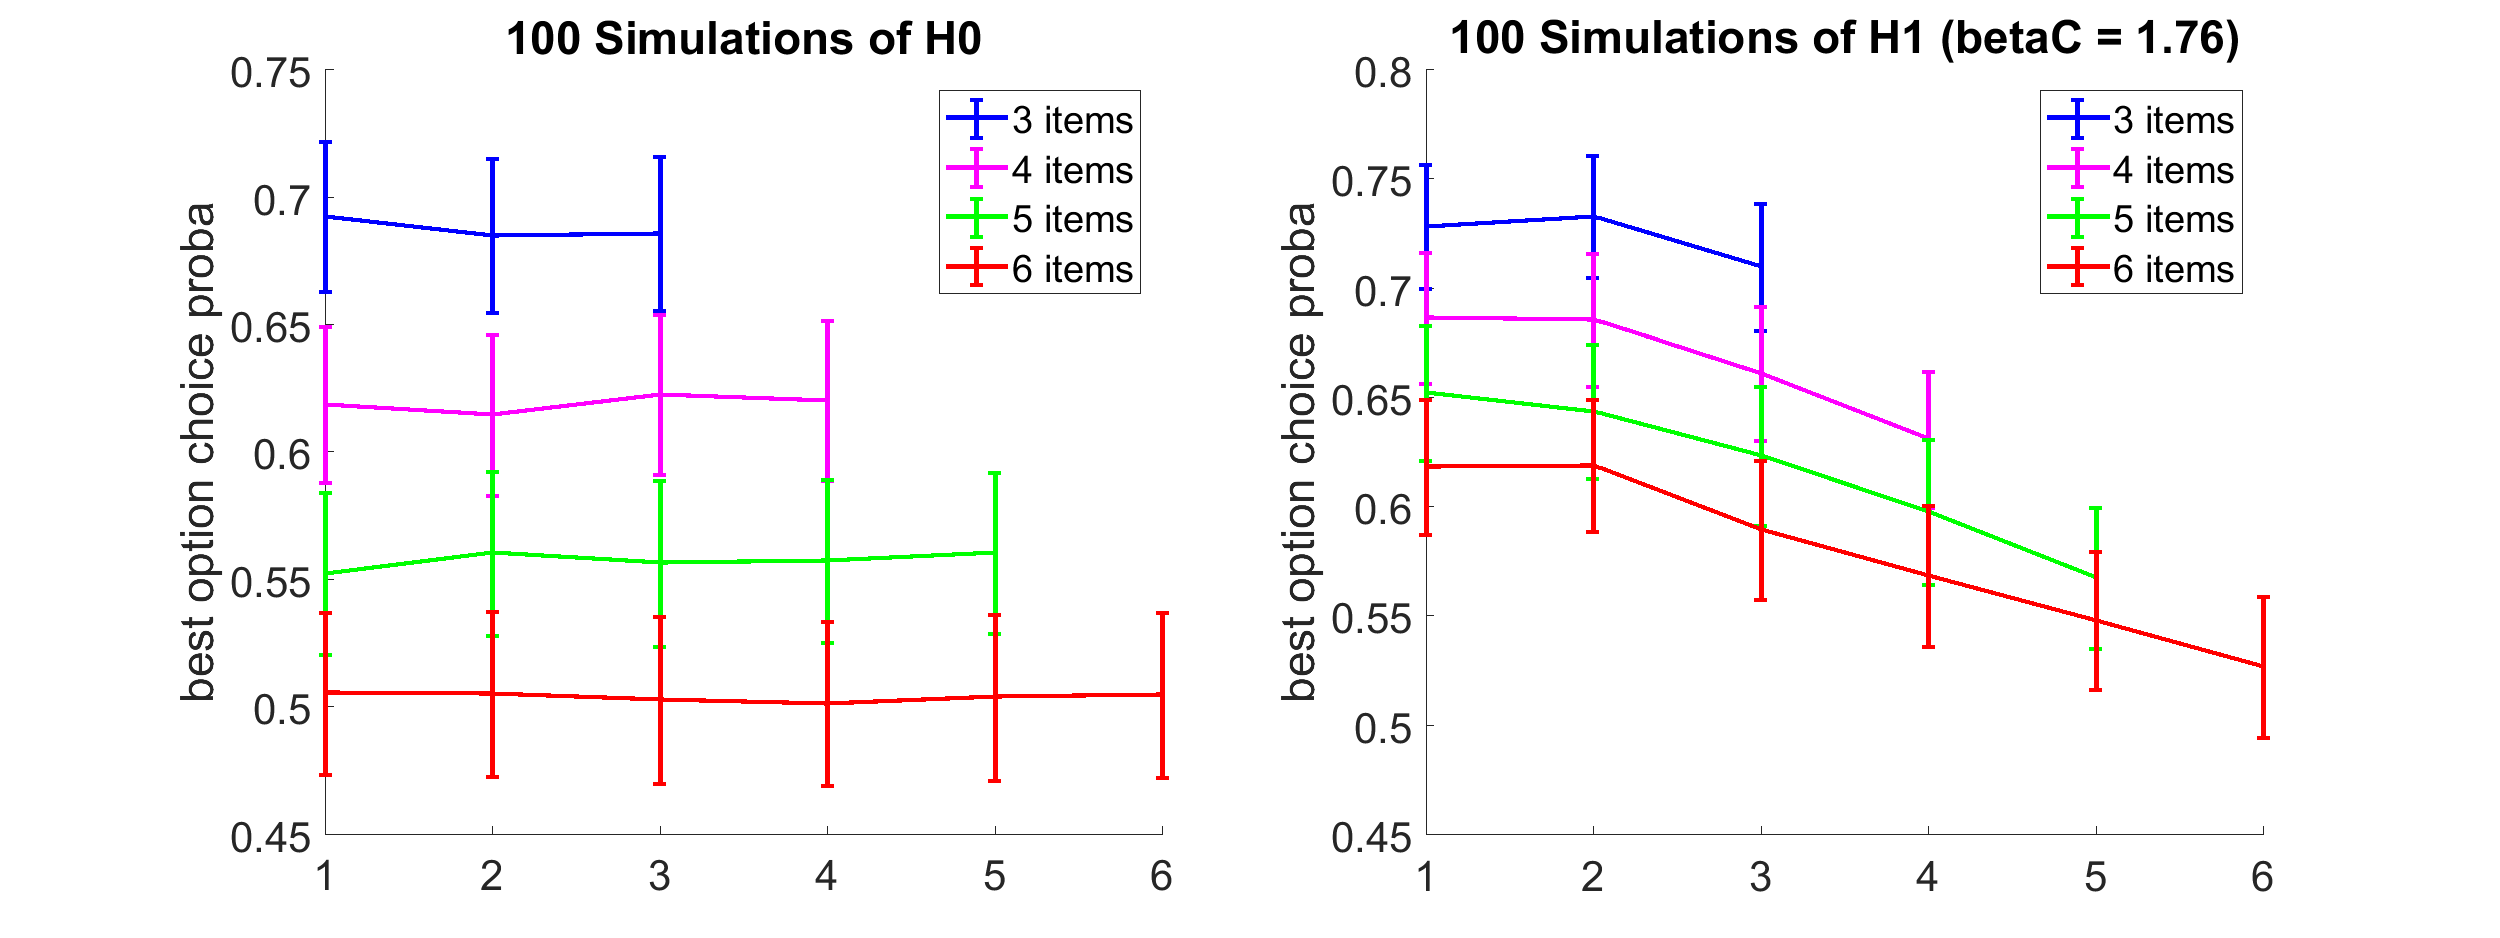 100 Simulations of H0
best option choice proba
0.75
0.7
0.65
0.6
0.55
0.5
0.45
1 2 3 4 5 6
3 items
4 items
5 items
6 items
100 Simulations of H1 (betaC = 1.76)
best option choice proba
0.8
0.75
0.7
0.65
0.6
0.55
0.5
0.45
1 2 3 4 5 6
3 items
4 items
5 items
6 items